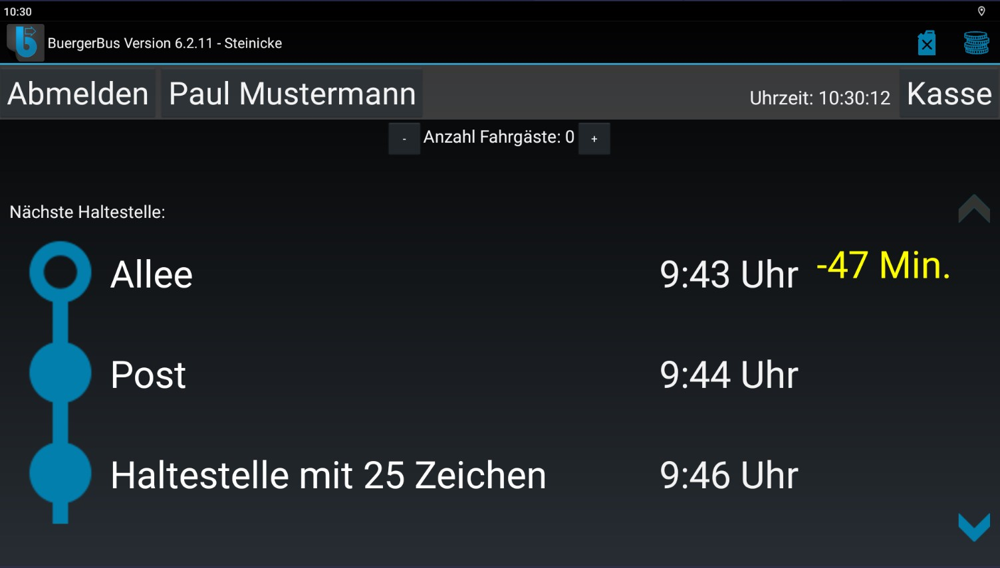 10:30
BuergerBus Version 6.2.11 - Steinicke
Abmelden Paul Mustermann Uhrzeit: 10:30:12 Kasse
- Anzahl Fahrgäste: 0 +
Nächste Haltestelle:
Allee 9:43 Uhr -47 Min.
Post 9:44 Uhr
Haltestelle mit 25 Zeichen 9:46 Uhr